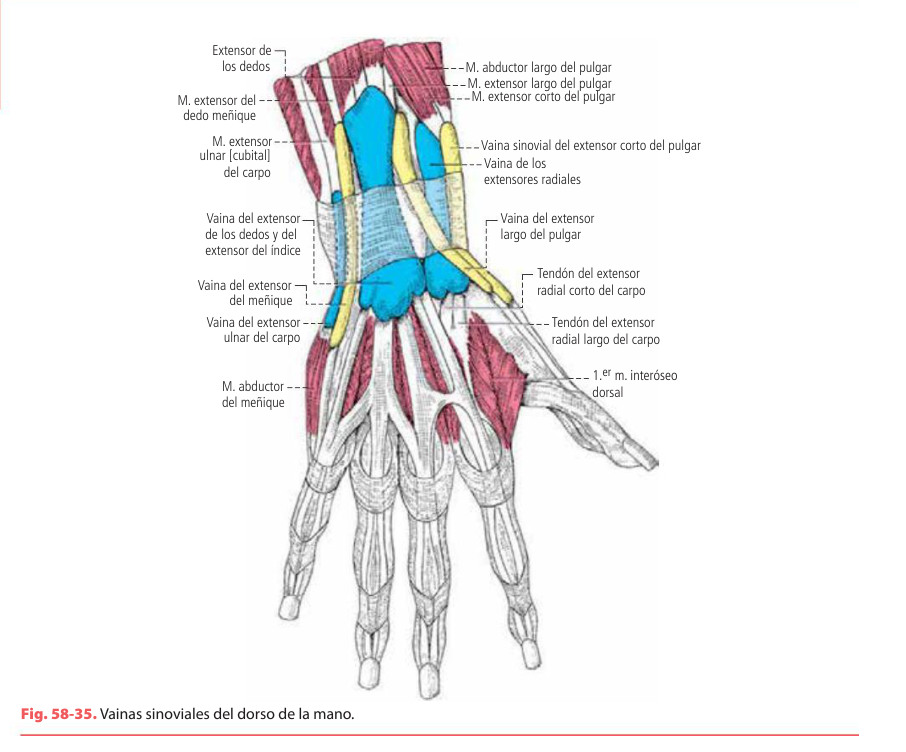 Extensor de
los dedos
M. extensor del
dedo meñique
M. extensor
ulnar [cubital]
del carpo
Vaina del extensor
de los dedos y del
extensor del índice
Vaina del extensor
del meñique
Vaina del extensor
ulnar del carpo
M. abductor
del meñique
M. abductor largo del pulgar
M. extensor largo del pulgar
M. extensor corto del pulgar
Vaina sinovial del extensor corto del pulgar
Vaina de los
extensores radiales
Vaina del extensor
largo del pulgar
Tendón del extensor
radial corto del carpo
Tendón del extensor
radial largo del carpo
1.er m. interóseo
dorsal
Fig. 58-35. Vainas sinoviales del dorso de la mano.